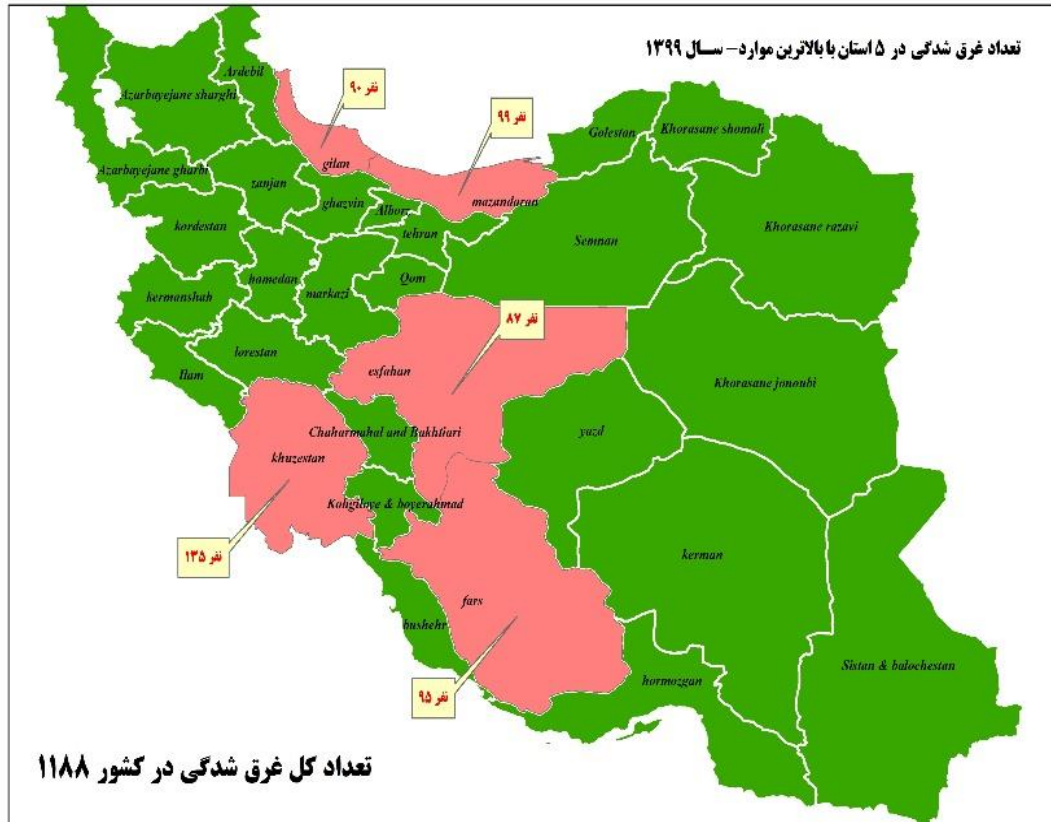 تعداد غرق شدگی در ۵ استان با بالاترین موارد – ســال ۱۳۹۹
Ardebil
۹۰ نفر
Azarbayejane sharghi
۹۹ نفر
Golestan
Khorasane shomali
gilan
Azarbayejane gharbi
zanjan
ghazvin
mazandaran
Alborz
kordestan
tehran
Semnan
Khorasane razavi
hamedan
Qom
kermanshah
markazi
۸۷ نفر
lorestan
Ilam
esfahan
Khorasane jonoubi
Chaharmahal and Bakhtiari
yazd
khuzestan
Kohgiloye & boyerahmad
۱۳۵ نفر
kerman
fars
bushehr
Sistan & balochestan
hormozgan
۹۵ نفر
تعداد کل غرق شدگی در کشور ۱۱۸۸